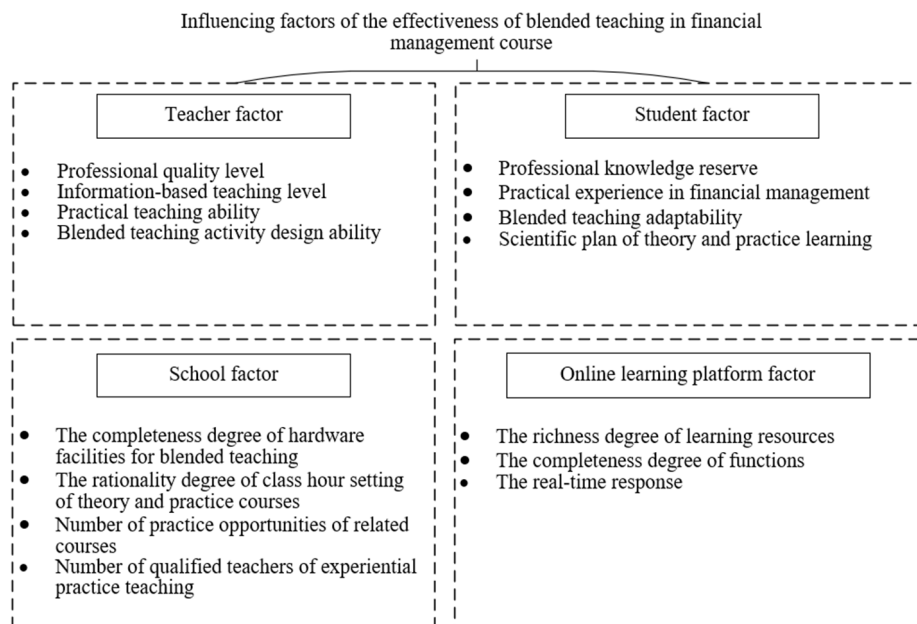 Influencing factors of the effectiveness of blended teaching in financial
management course
Teacher factor
• Professional quality level
• Information-based teaching level
• Practical teaching ability
• Blended teaching activity design ability
Student factor
• Professional knowledge reserve
• Practical experience in financial management
• Blended teaching adaptability
• Scientific plan of theory and practice learning
School factor
• The completeness degree of hardware
facilities for blended teaching
• The rationality degree of class hour setting
of theory and practice courses
• Number of practice opportunities of related
courses
• Number of qualified teachers of experiential
practice teaching
Online learning platform factor
• The richness degree of learning resources
• The completeness degree of functions
• The real-time response